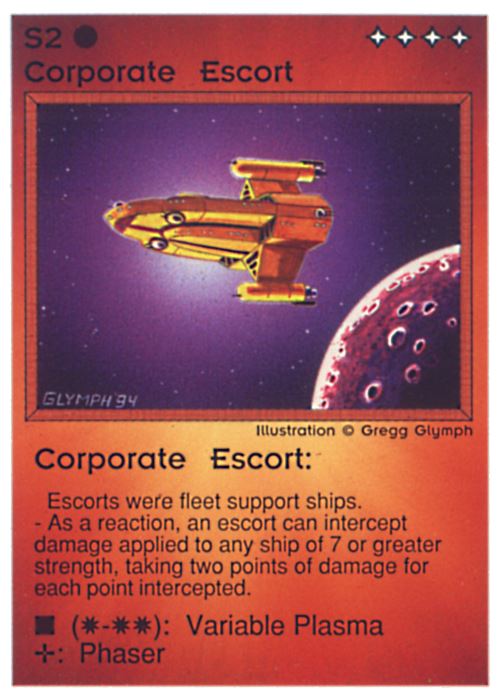 S2
Corporate Escort
GLYMPH 94
Illustration © Gregg Glymph
Corporate Escort:
Escorts were fleet support ships.
- As a reaction, an escort can intercept
damage applied to any ship of 7 or greater
strength, taking two points of damage for
each point intercepted.
■ (✷-✷✷): Variable Plasma
✛: Phaser